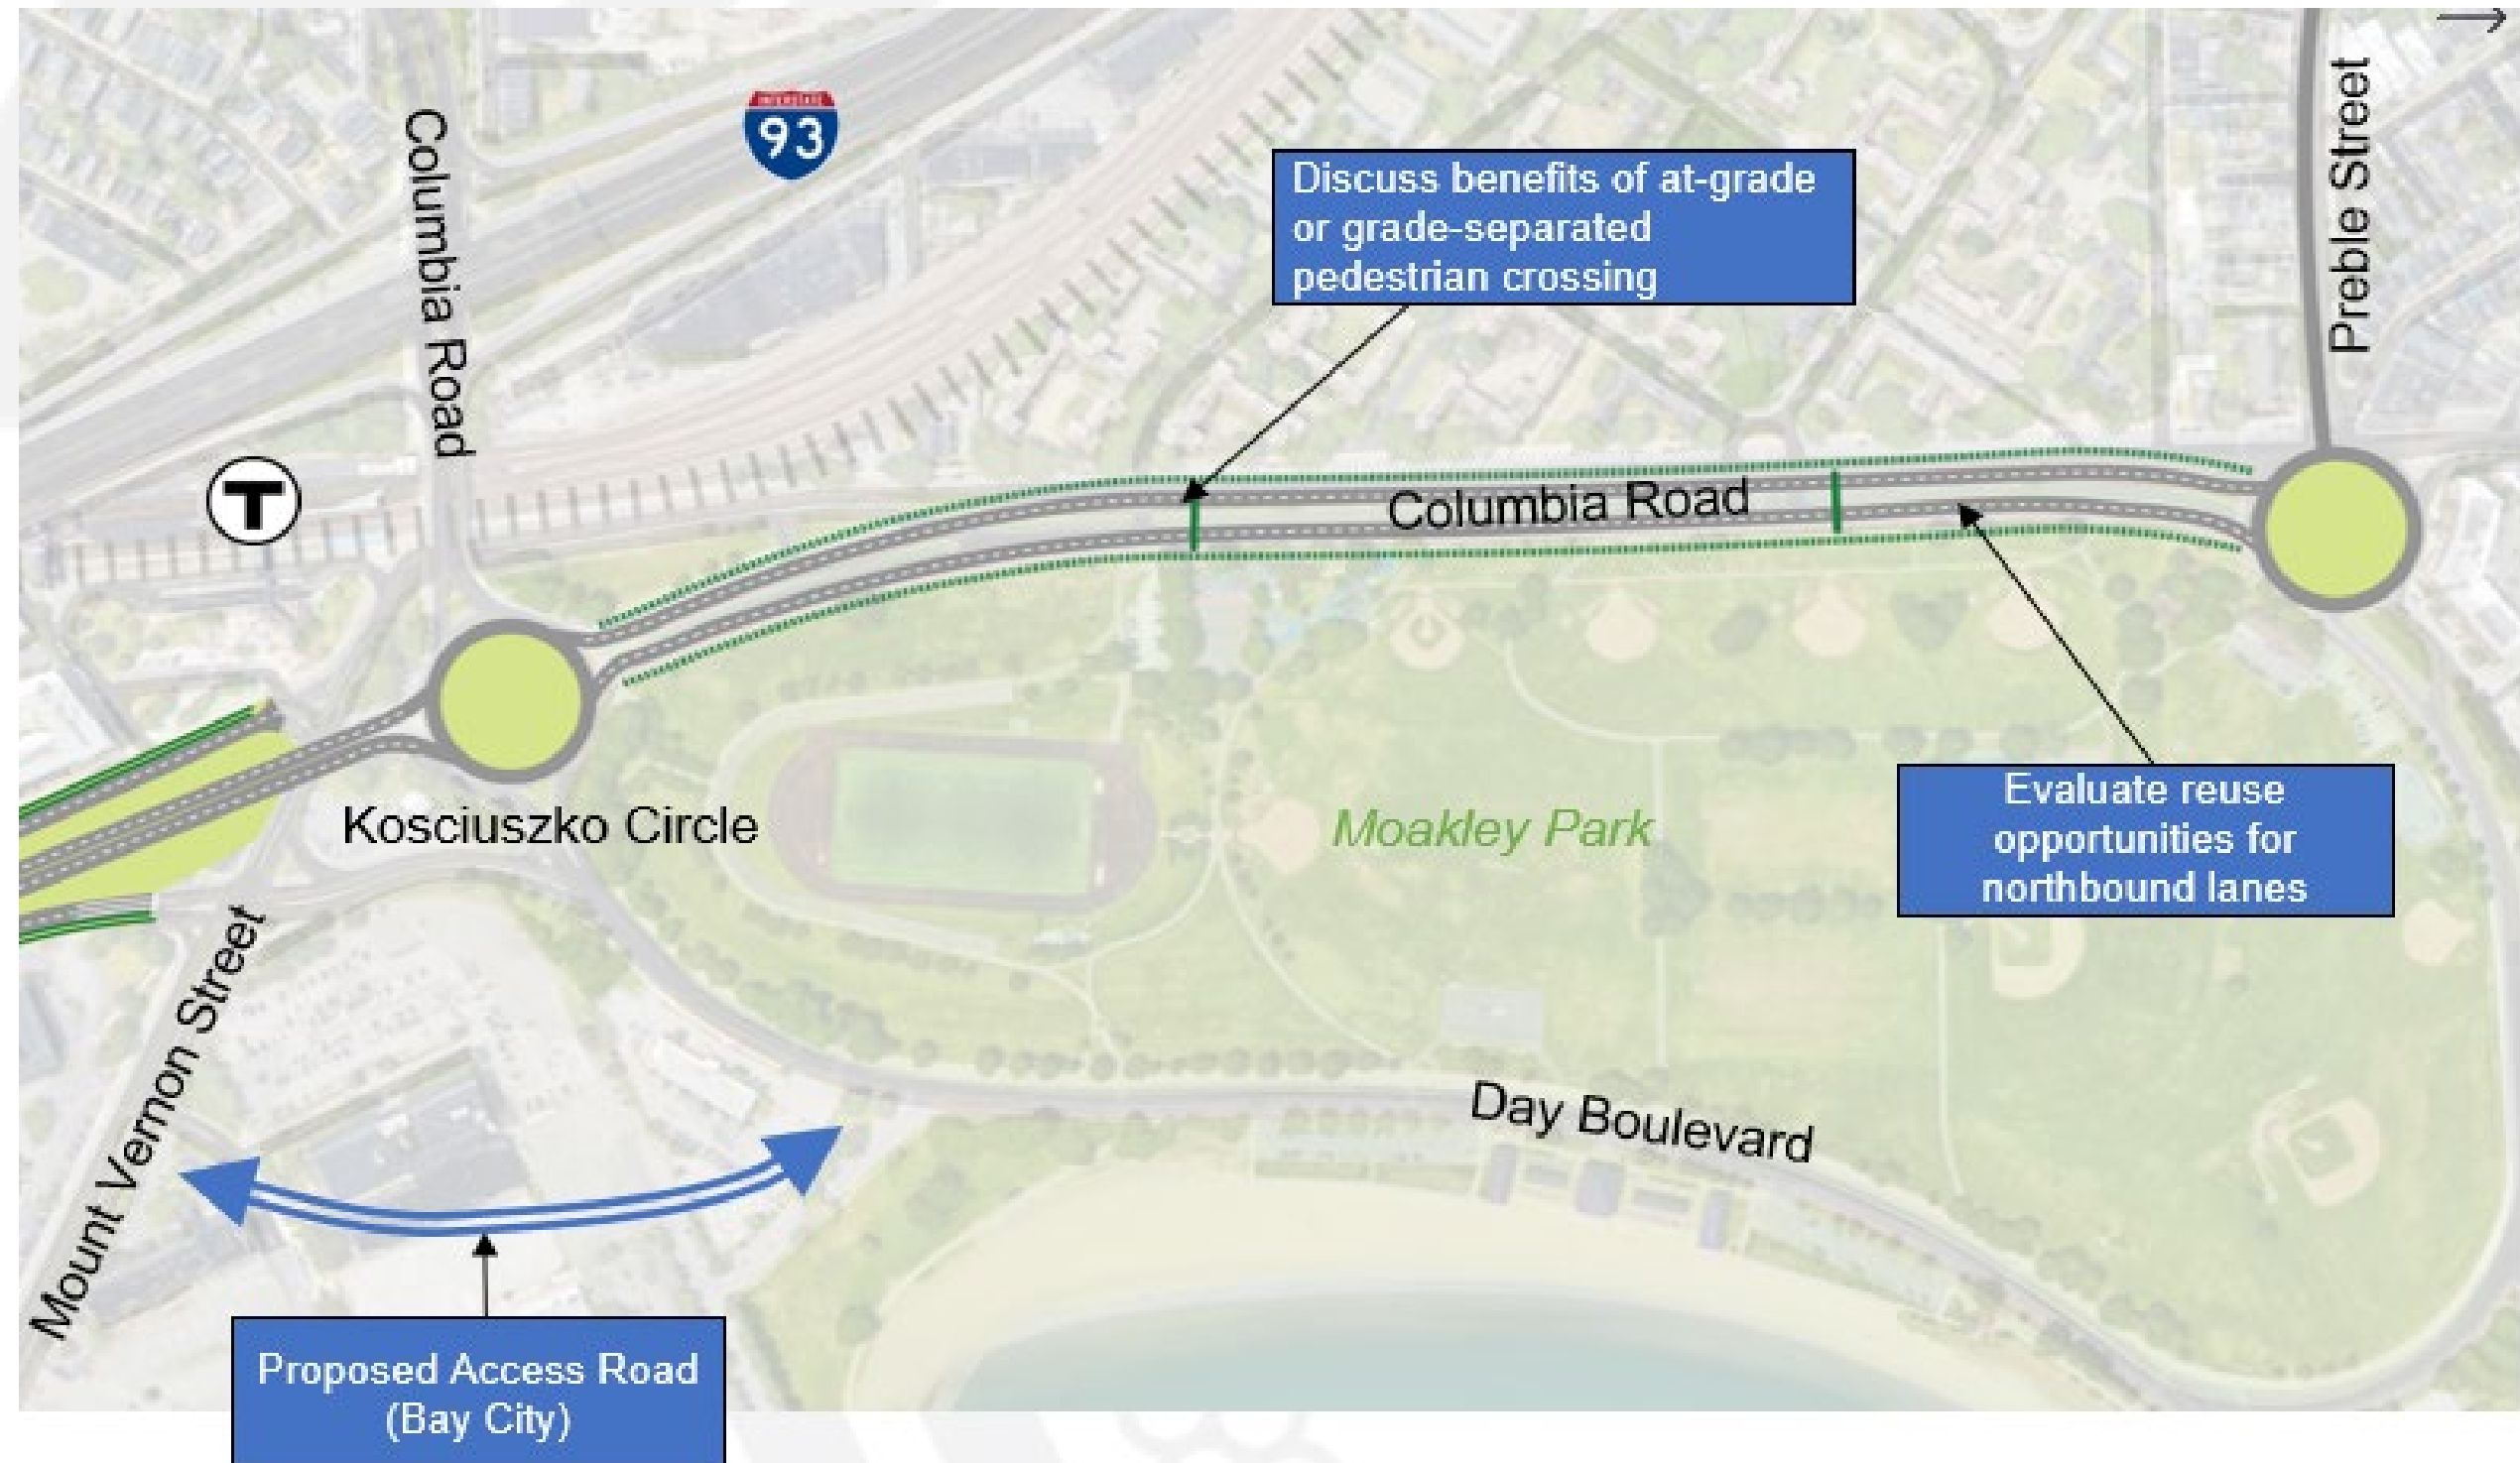 INTERSTATE
93
Columbia Road
Preble Street
Discuss benefits of at-grade
or grade-separated
pedestrian crossing
T
Columbia Road
Kosciuszko Circle
Moakley Park
Evaluate reuse
opportunities for
northbound lanes
Mount Vernon Street
Day Boulevard
Proposed Access Road
(Bay City)